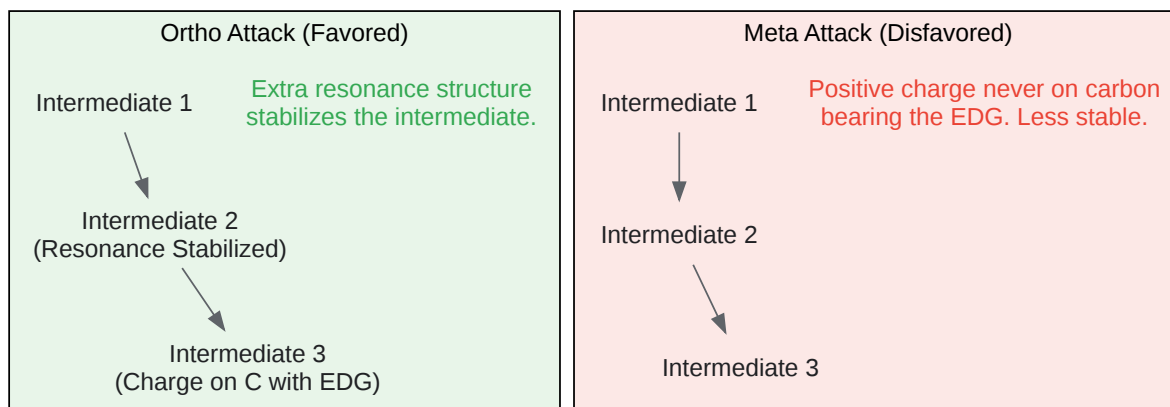 Ortho Attack (Favored)
Extra resonance structure
stabilizes the intermediate.
Intermediate 1
Intermediate 2
(Resonance Stabilized)
Intermediate 3
(Charge on C with EDG)
Meta Attack (Disfavored)
Positive charge never on carbon
bearing the EDG. Less stable.
Intermediate 1
Intermediate 2
Intermediate 3